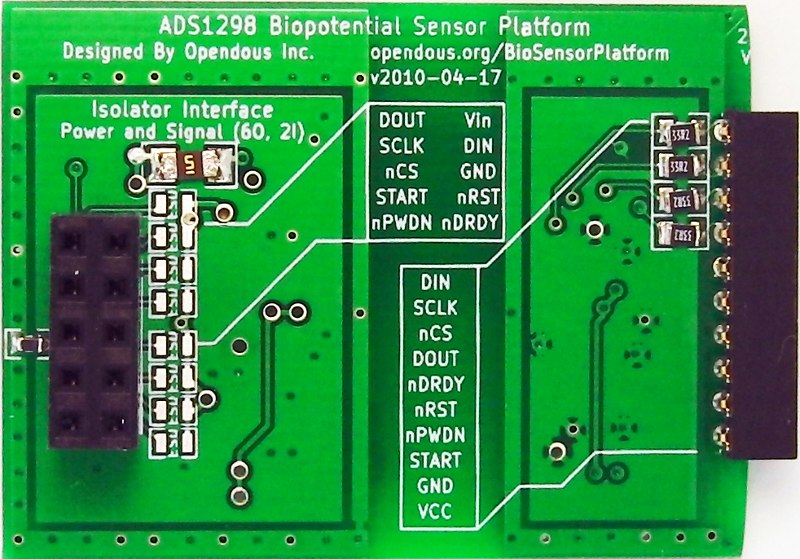 ADS1298 Biopotential Sensor Platform
Designed By Opendous Inc. opendous.org/BioSensorPlatform
v2010-04-17
Isolator Interface
Power and Signal (6O, 2I)
DOUT Vin
SCLK DIN
nCS GND
START nRST
nPWDN nDRDY
DIN
SCLK
nCS
DOUT
nDRDY
nRST
nPWDN
START
GND
VCC
33R2
33R2
33R2
33R2